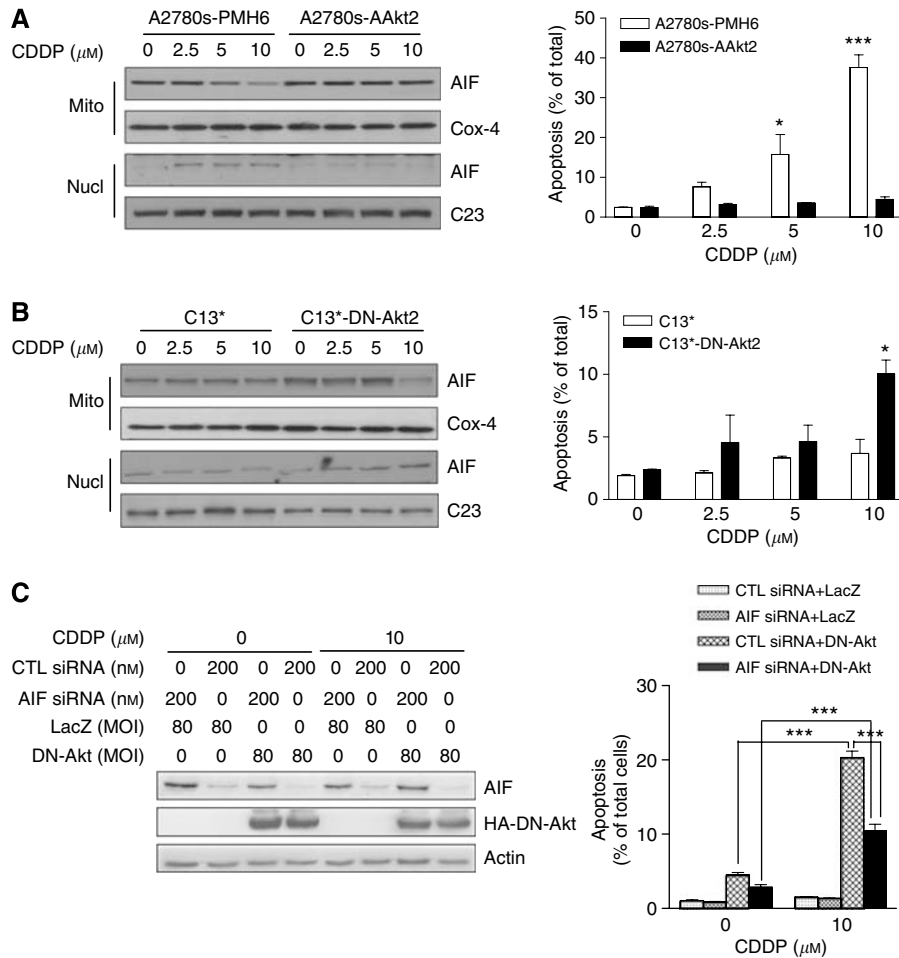 A
A2780s-PMH6 A2780s-AAkt2
CDDP (μM) 0 2.5 5 10 0 2.5 5 10
Mito
AIF
Cox-4
Nucl
AIF
C23
A2780s-PMH6
A2780s-AAkt2
Apoptosis (% of total)
50
40
30
20
10
0
* ***
0 2.5 5 10
CDDP (μM)
B
C13* C13*-DN-Akt2
CDDP (μM) 0 2.5 5 10 0 2.5 5 10
Mito
AIF
Cox-4
Nucl
AIF
C23
C13*
C13*-DN-Akt2
Apoptosis (% of total)
15
10
5
0
*
0 2.5 5 10
CDDP (μM)
C
CDDP (μM) 0 10
CTL siRNA (nM) 0 200 0 200 0 200 0 200
AIF siRNA (nM) 200 0 200 0 200 0 200 0
LacZ (MOI) 80 80 0 0 80 80 0 0
DN-Akt (MOI) 0 0 80 80 0 0 80 80
AIF
HA-DN-Akt
Actin
CTL siRNA+LacZ
AIF siRNA+LacZ
CTL siRNA+DN-Akt
AIF siRNA+DN-Akt
Apoptosis
(% of total cells)
30
20
10
0
***
*** ***
0 10
CDDP (μM)